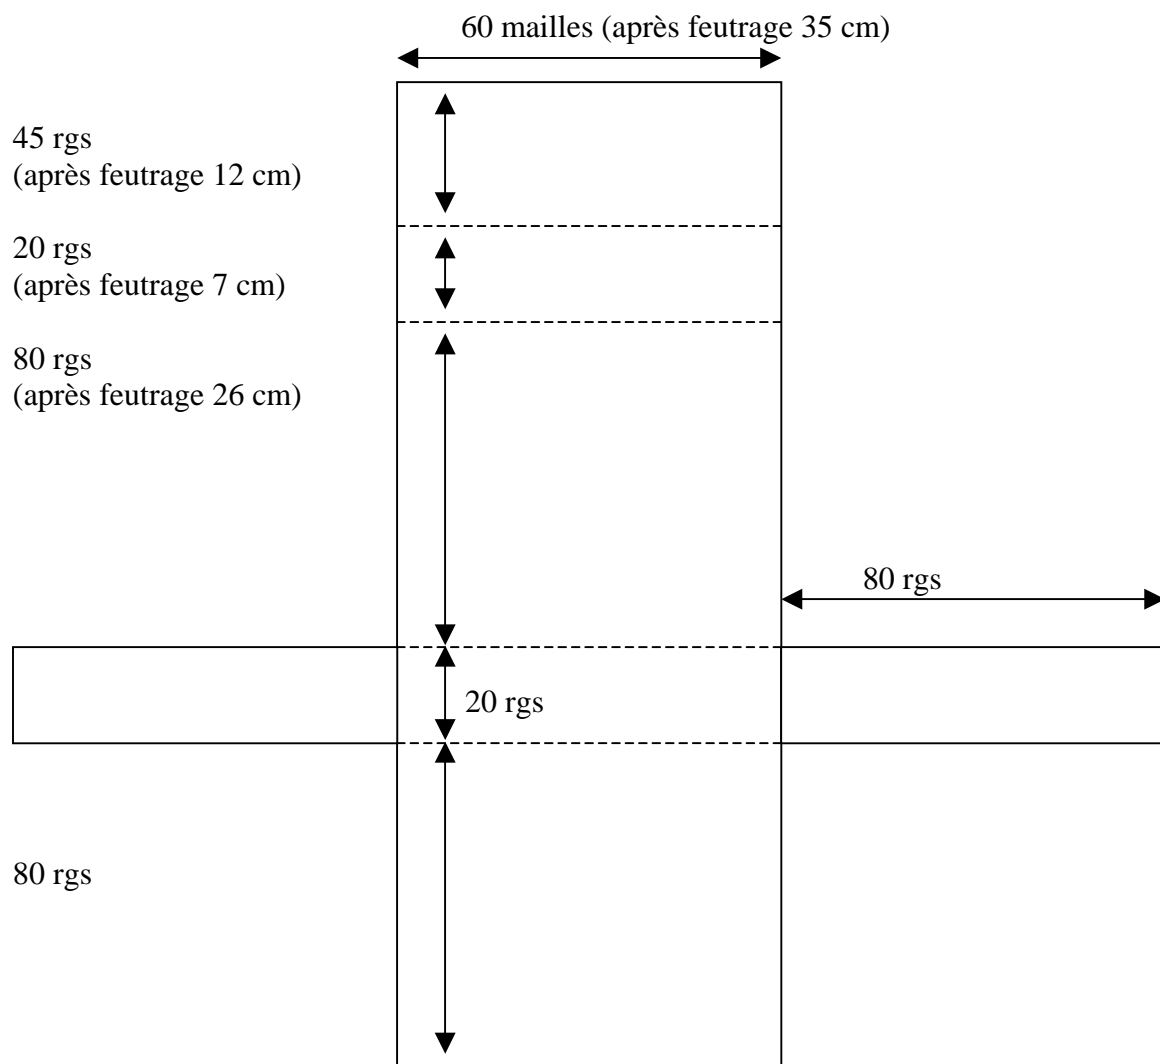 60 mailles (après feutrage 35 cm)
45 rgs
(après feutrage 12 cm)
20 rgs
(après feutrage 7 cm)
80 rgs
(après feutrage 26 cm)
80 rgs
20 rgs
80 rgs